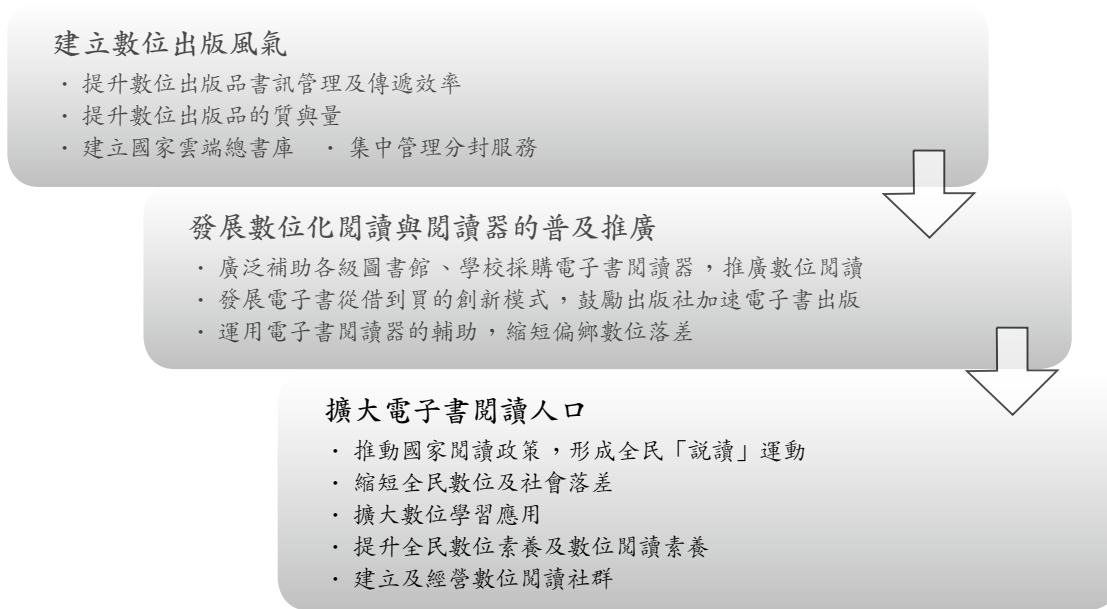 建立數位出版風氣
· 提升數位出版品書訊管理及傳遞效率
· 提升數位出版品的質與量
· 建立國家雲端總書庫 · 集中管理分封服務
發展數位化閱讀與閱讀器的普及推廣
· 廣泛補助各級圖書館、學校採購電子書閱讀器，推廣數位閱讀
· 發展電子書從借到買的創新模式，鼓勵出版社加速電子書出版
· 運用電子書閱讀器的輔助，縮短偏鄉數位落差
擴大電子書閱讀人口
· 推動國家閱讀政策，形成全民「說讀」運動
· 縮短全民數位及社會落差
· 擴大數位學習應用
· 提升全民數位素養及數位閱讀素養
· 建立及經營數位閱讀社群